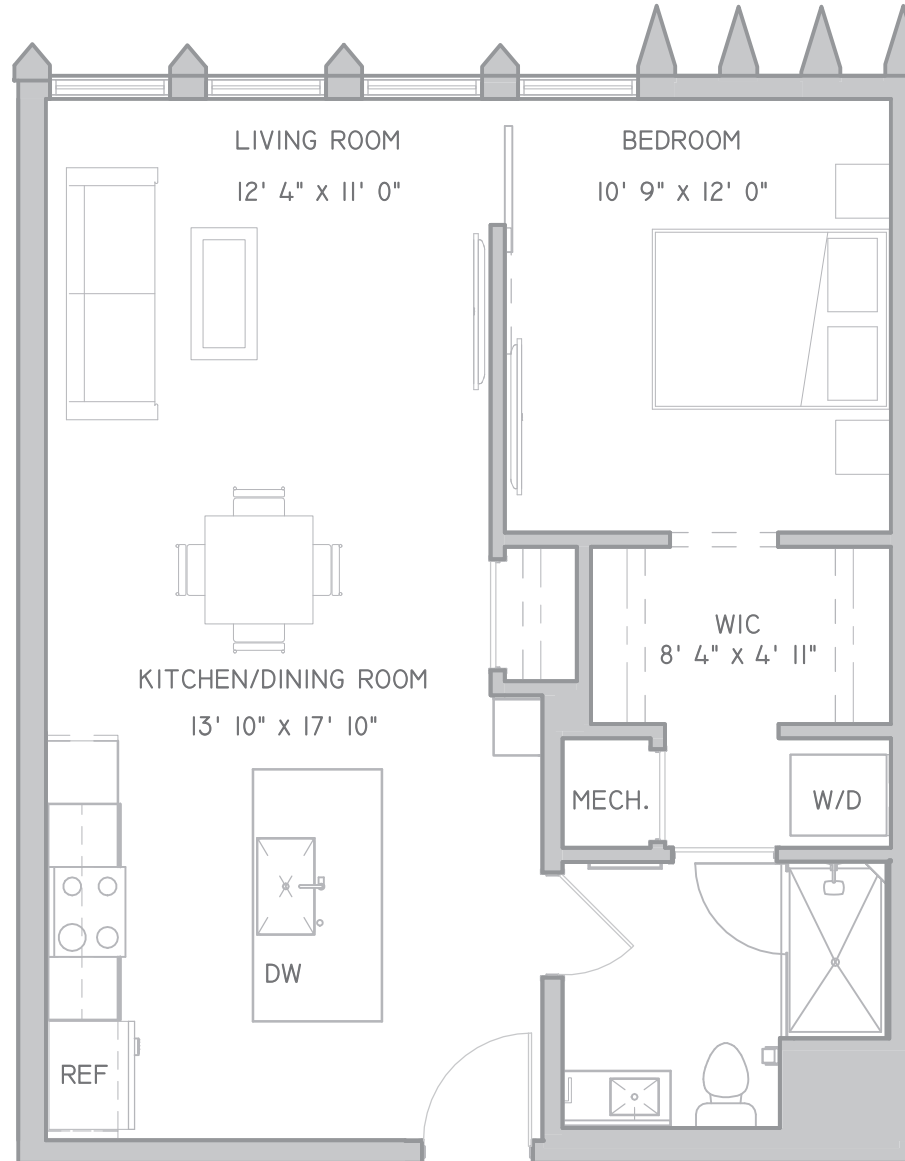 LIVING ROOM
12' 4" X 11' 0"
BEDROOM
10' 9" X 12' 0"
WIC
8' 4" X 4' 11"
KITCHEN/DINING ROOM
13' 10" X 17' 10"
MECH.
W/D
DW
REF